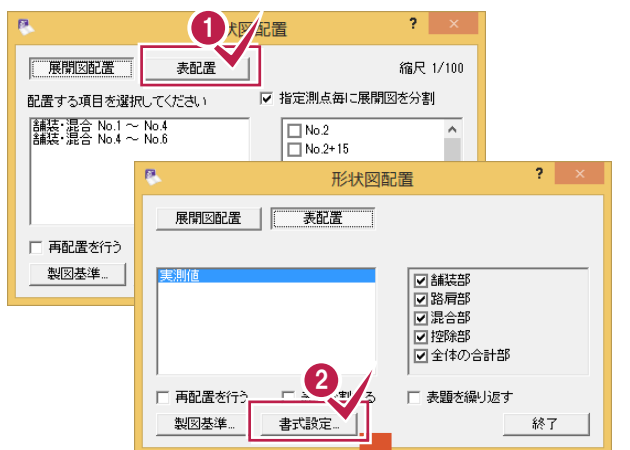 1
状図配置
?
×
展開図配置
表配置
縮尺 1/100
配置する項目を選択してください
指定測点毎に展開図を分割
舗装・混合 No.1 ～ No.4
舗装・混合 No.4 ～ No.6
No.2
No.2+15
再配置を行う
製図基準...
形状図配置
?
×
展開図配置
表配置
実測値
舗装部
路肩部
混合部
控除部
全体の合計部
2
再配置を行う
表題を繰り返す
製図基準...
書式設定...
終了